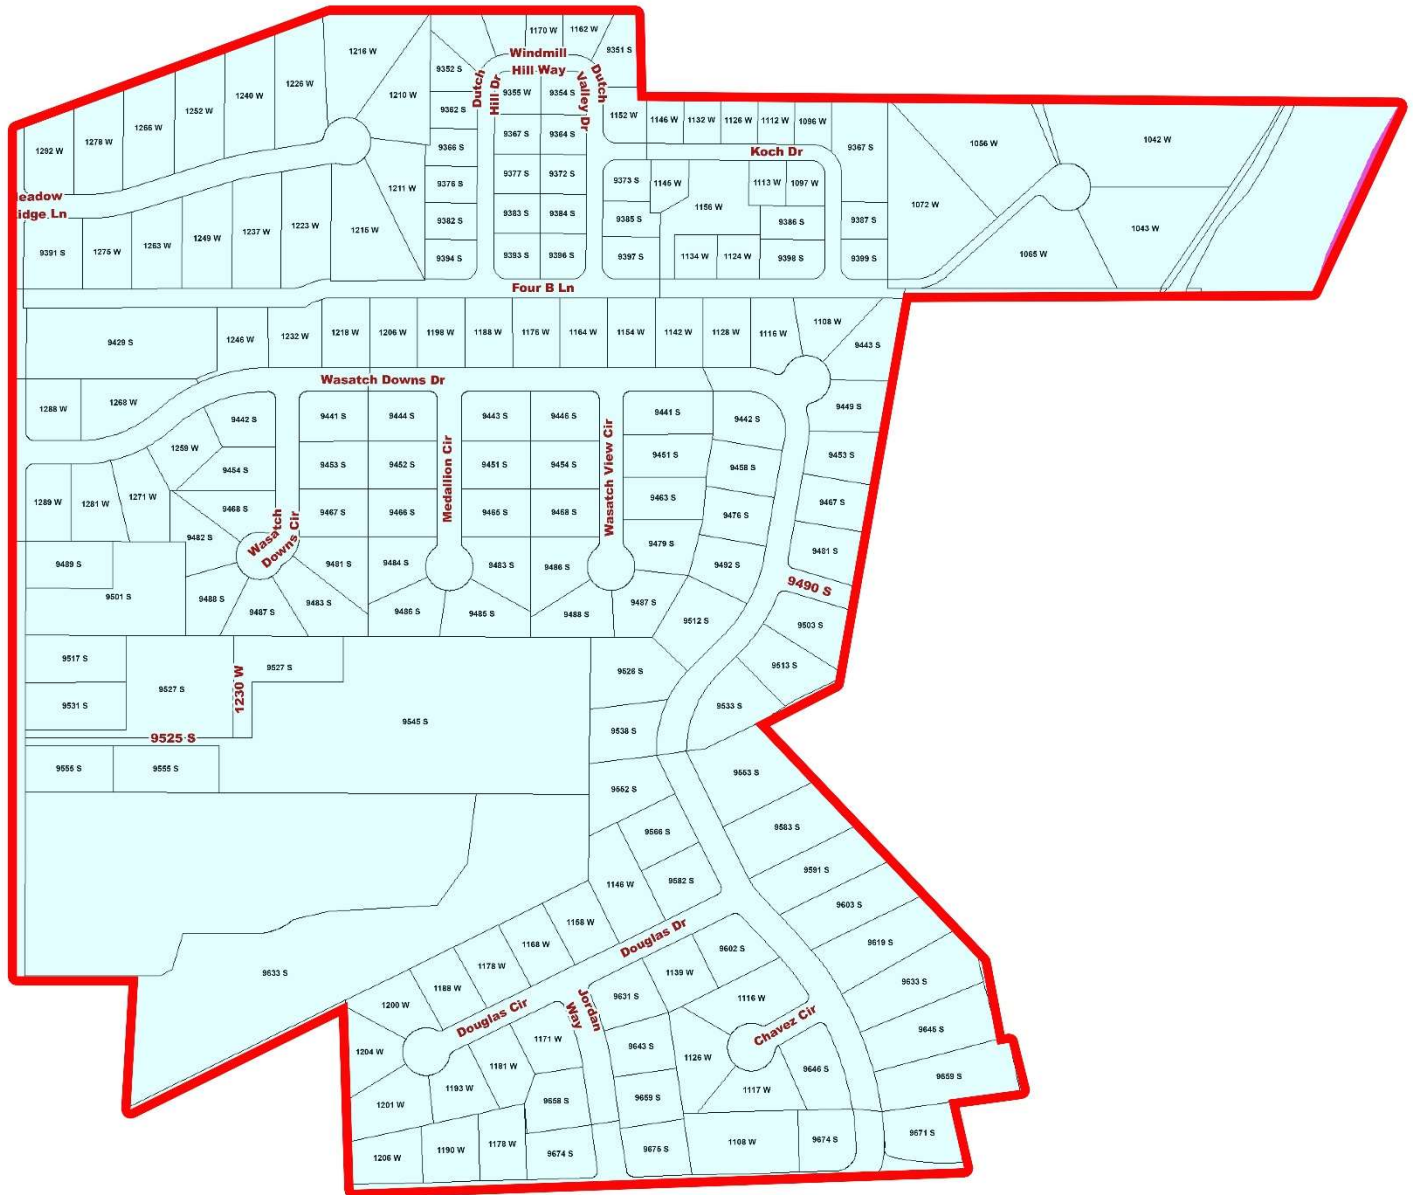 1170 W
1162 W
1216 W
9351 S
Windmill
Hill Way
1226 W
9352 S
Dutch
Hill Dr
Dutch
Valley Dr
1240 W
1210 W
9355 W
9354 S
1252 W
9362 S
1152 W
1146 W
1132 W
1126 W
1112 W
1096 W
1266 W
9367 S
9364 S
1278 W
1292 W
9366 S
Koch Dr
9367 S
1056 W
1042 W
9376 S
9377 S
9372 S
9373 S
1145 W
1113 W
1097 W
1211 W
eadow
idge Ln
9382 S
9383 S
9384 S
9385 S
1156 W
9386 S
9387 S
1072 W
1043 W
1223 W
1215 W
1237 W
1249 W
1263 W
1275 W
9391 S
9394 S
9393 S
9396 S
9397 S
1134 W
1124 W
9398 S
9399 S
1065 W
Four B Ln
9429 S
1246 W
1232 W
1218 W
1206 W
1198 W
1188 W
1176 W
1164 W
1154 W
1142 W
1128 W
1116 W
1108 W
9443 S
Wasatch Downs Dr
1288 W
1268 W
9442 S
9441 S
9444 S
9443 S
9446 S
9441 S
9442 S
9449 S
Medallion Cir
Wasatch View Cir
1259 W
9454 S
9453 S
9452 S
9451 S
9454 S
9451 S
9458 S
9453 S
1289 W
1281 W
1271 W
9468 S
9467 S
9466 S
9465 S
9468 S
9463 S
9476 S
9467 S
Wasatch
Downs Cir
9482 S
9479 S
9481 S
9489 S
9481 S
9484 S
9483 S
9486 S
9492 S
9490 S
9501 S
9488 S
9487 S
9483 S
9486 S
9485 S
9488 S
9487 S
9512 S
9503 S
9517 S
9527 S
9527 S
1230 W
9526 S
9513 S
9531 S
9545 S
9538 S
9533 S
9525 S
9555 S
9555 S
9552 S
9553 S
9566 S
9583 S
9582 S
1146 W
9591 S
1158 W
9603 S
1168 W
Douglas Dr
9602 S
9619 S
1178 W
1139 W
9633 S
1188 W
9633 S
1200 W
9631 S
1116 W
Jordan
Way
Douglas Cir
Chavez Cir
9645 S
1171 W
9643 S
1204 W
1126 W
1181 W
9646 S
9659 S
1193 W
1117 W
1201 W
9658 S
9659 S
9671 S
1206 W
1190 W
1178 W
9674 S
9675 S
1108 W
9674 S